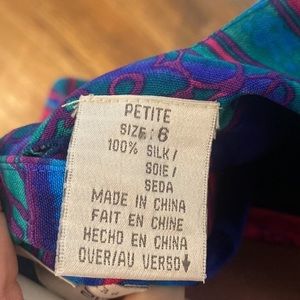 PETITE
SIZE: 6
100% SILK/
SOIE/
SEDA
MADE IN CHINA
FAIT EN CHINE
HECHO EN CHINA
OVER/AU VERSO↓